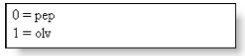 0 = pep
1 = olv